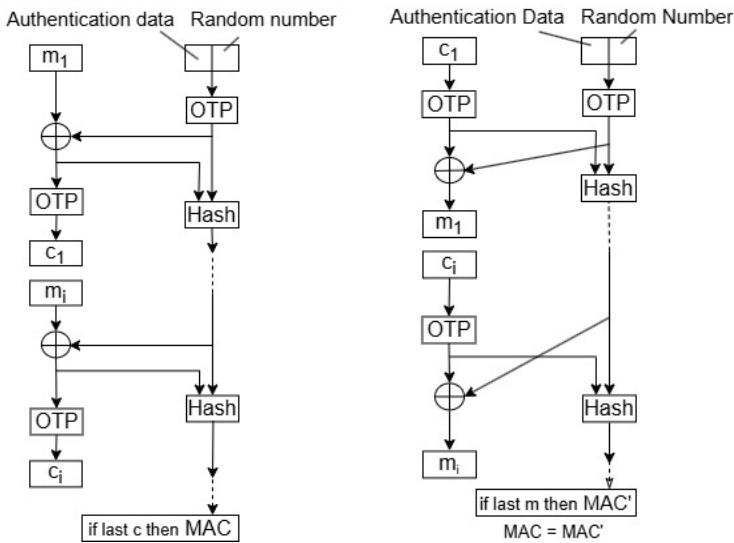 Authentication data Random number
m1
OTP
OTP
Hash
c1
mi
OTP
Hash
ci
if last c then MAC
Authentication Data Random Number
c1
OTP
OTP
Hash
m1
ci
OTP
Hash
mi
if last m then MAC'
MAC = MAC'